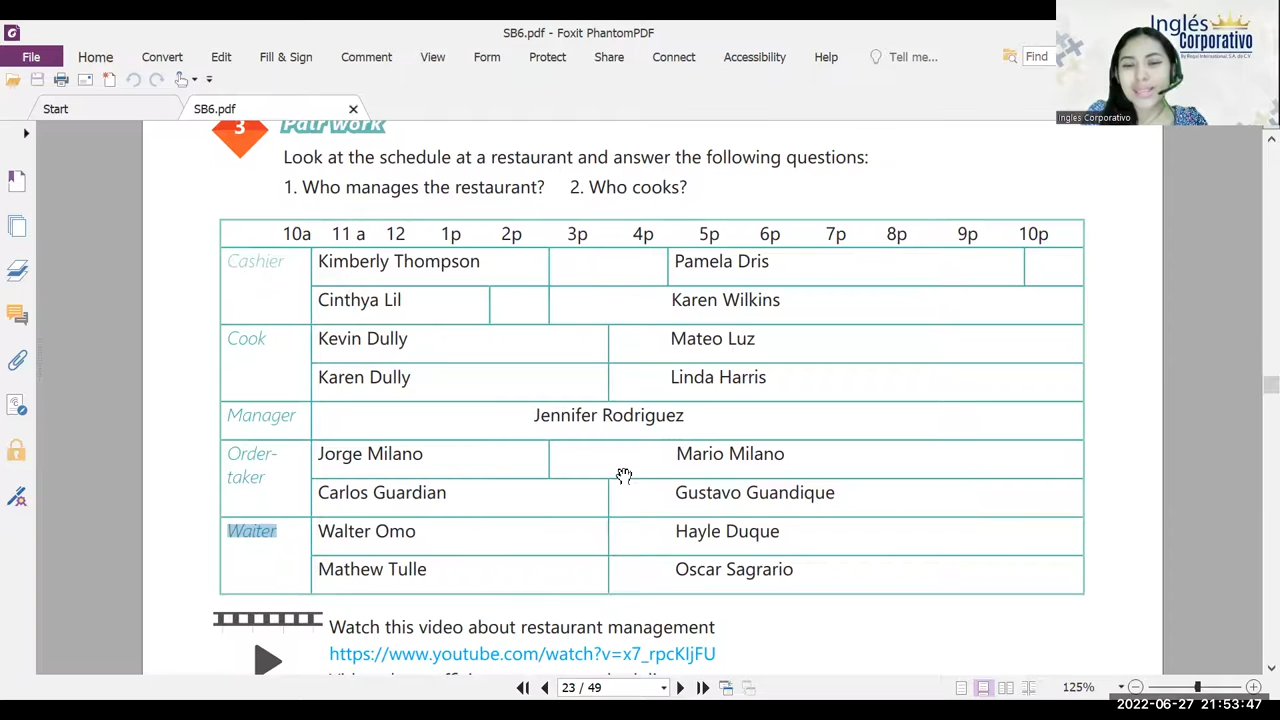 SB6.pdf - Foxit PhantomPDF
File Home Convert Edit Fill & Sign Comment View Form Protect Share Connect Accessibility Help Tell me... Find
Start SB6.pdf
Inglés
Corporativo
By Requi International, S.A. de C.V
Ingles Corporativo
3 Pair work
Look at the schedule at a restaurant and answer the following questions:
1. Who manages the restaurant? 2. Who cooks?
10a 11 a 12 1p 2p 3p 4p 5p 6p 7p 8p 9p 10p
Cashier Kimberly Thompson Pamela Dris
Cinthya Lil Karen Wilkins
Cook Kevin Dully Mateo Luz
Karen Dully Linda Harris
Manager Jennifer Rodriguez
Order- Jorge Milano Mario Milano
taker
Carlos Guardian Gustavo Guandique
Waiter Walter Omo Hayle Duque
Mathew Tulle Oscar Sagrario
Watch this video about restaurant management
https://www.youtube.com/watch?v=x7_rpcKljFU
23 / 49
125%
2022-06-27 21:53:47